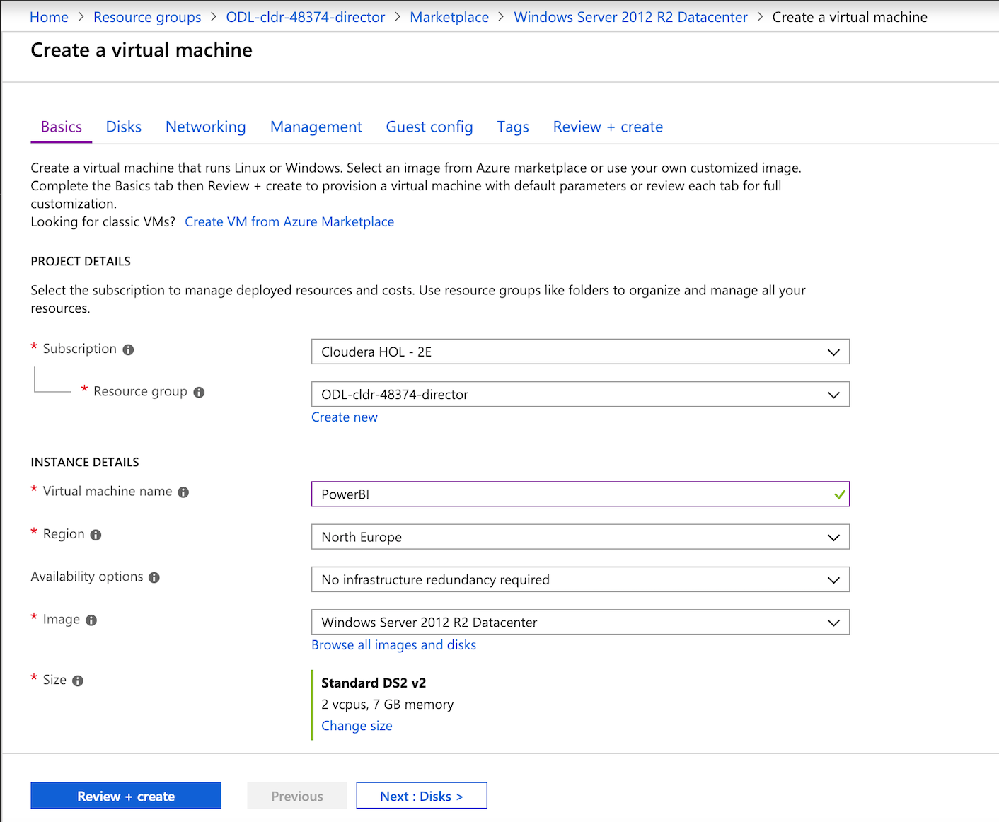 Home > Resource groups > ODL-cldr-48374-director > Marketplace > Windows Server 2012 R2 Datacenter > Create a virtual machine
Create a virtual machine
Basics Disks Networking Management Guest config Tags Review + create
Create a virtual machine that runs Linux or Windows. Select an image from Azure marketplace or use your own customized image.
Complete the Basics tab then Review + create to provision a virtual machine with default parameters or review each tab for full
customization.
Looking for classic VMs? Create VM from Azure Marketplace
PROJECT DETAILS
Select the subscription to manage deployed resources and costs. Use resource groups like folders to organize and manage all your
resources.
* Subscription Cloudera HOL - 2E
* Resource group ODL-cldr-48374-director
Create new
INSTANCE DETAILS
* Virtual machine name PowerBI
* Region North Europe
Availability options No infrastructure redundancy required
* Image Windows Server 2012 R2 Datacenter
Browse all images and disks
* Size Standard DS2 v2
2 vcpus, 7 GB memory
Change size
Review + create Previous Next : Disks >